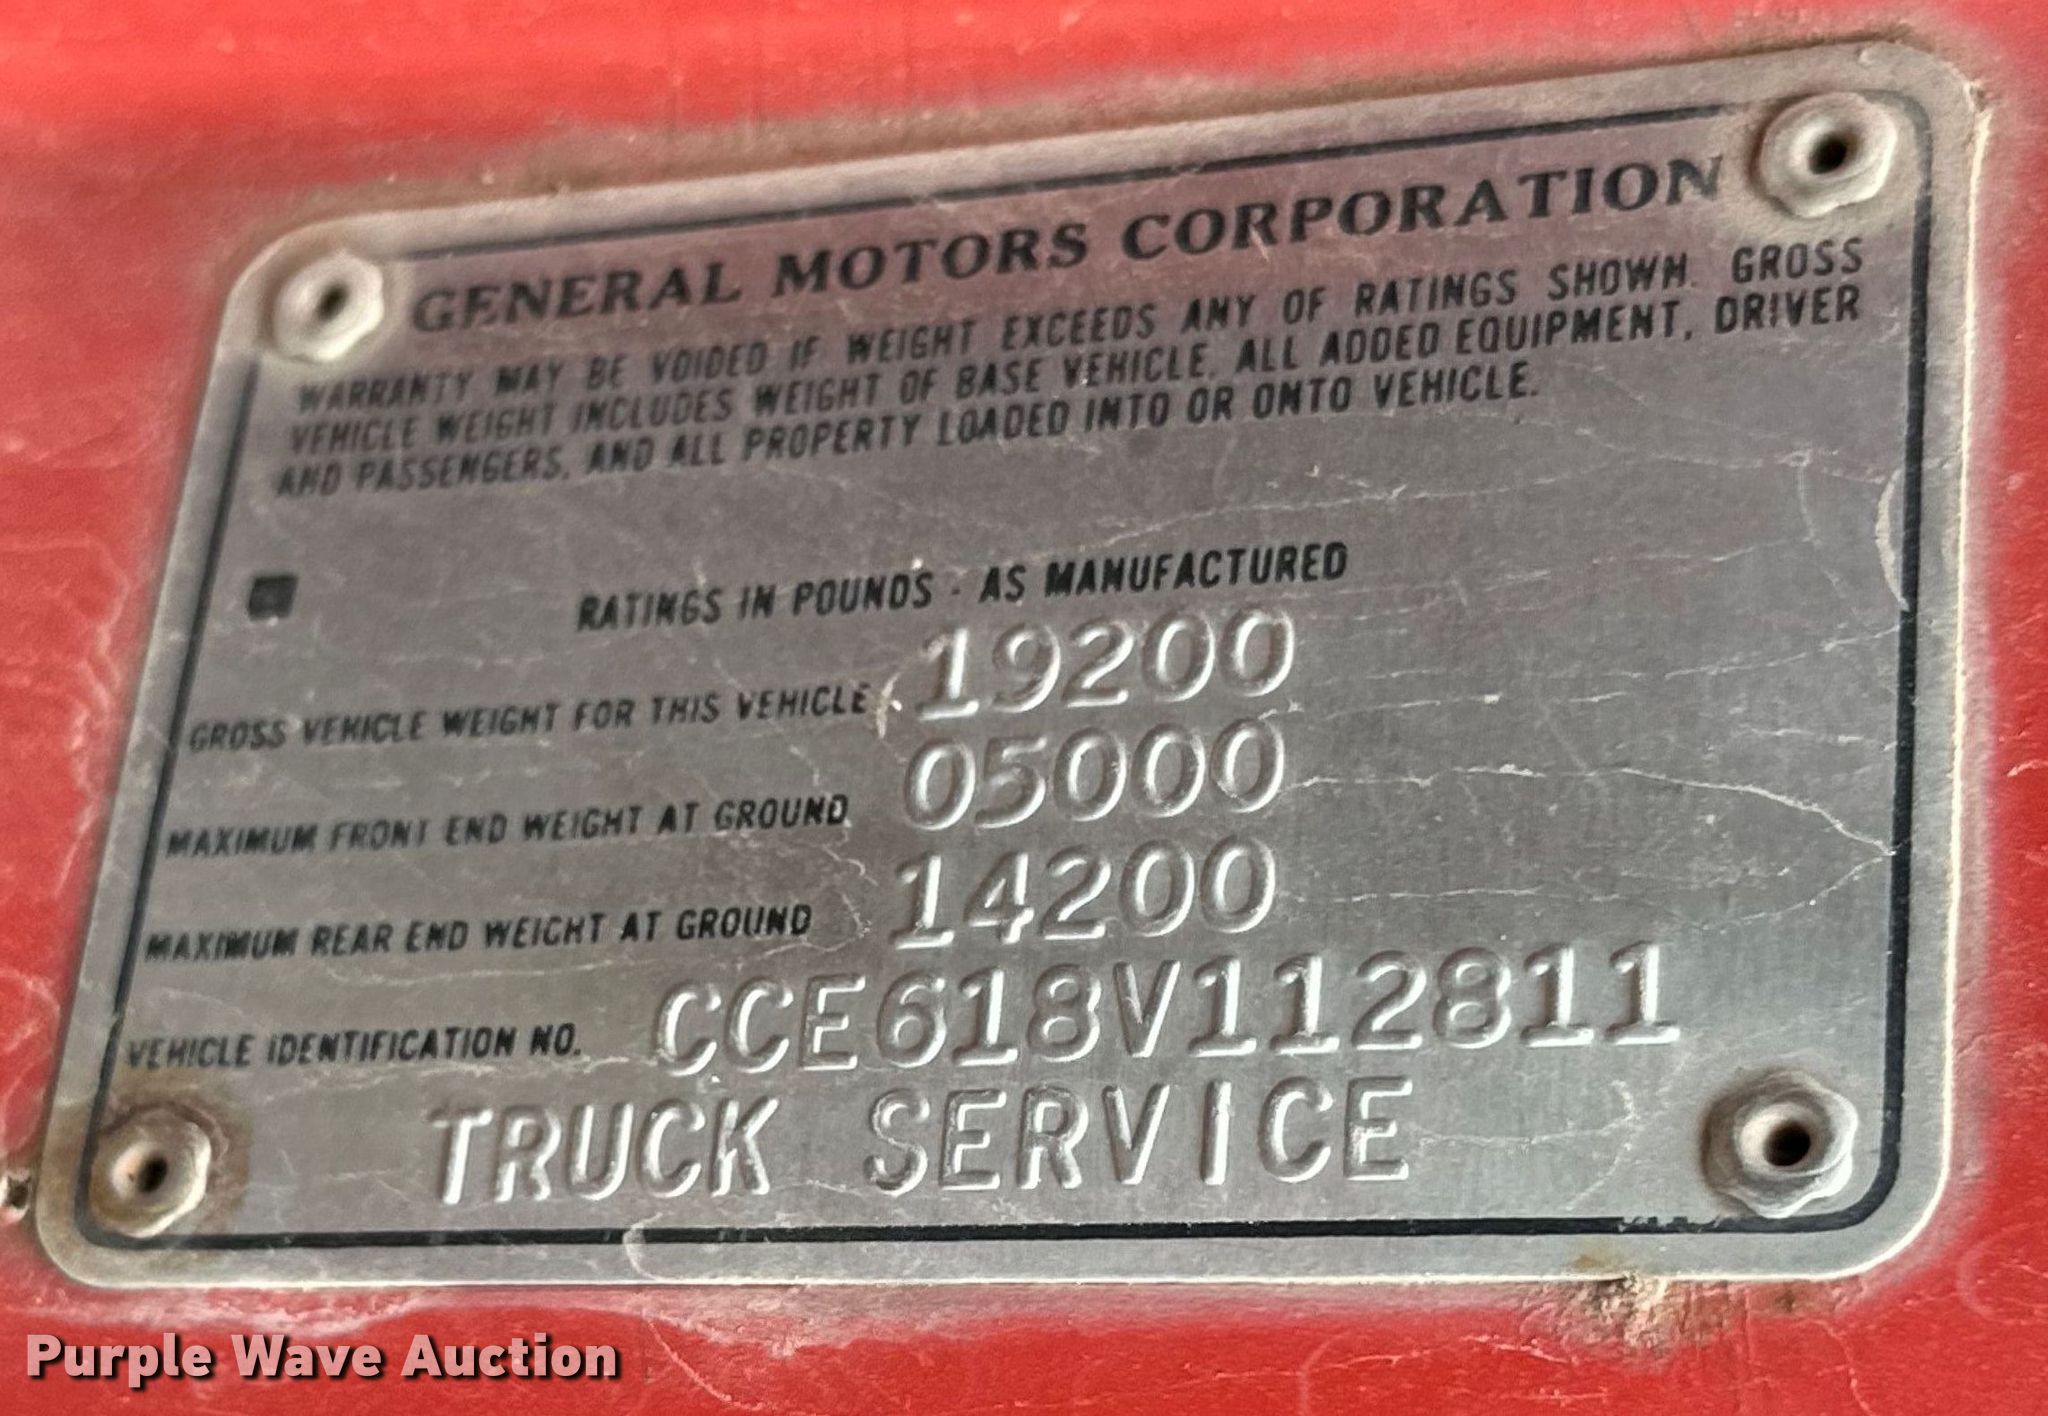 GENERAL MOTORS CORPORATION
WARRANTY MAY BE VOIDED IF WEIGHT EXCEEDS ANY OF RATINGS SHOWN. GROSS
VEHICLE WEIGHT INCLUDES WEIGHT OF BASE VEHICLE, ALL ADDED EQUIPMENT, DRIVER
AND PASSENGERS, AND ALL PROPERTY LOADED INTO OR ONTO VEHICLE.
RATINGS IN POUNDS - AS MANUFACTURED
GROSS VEHICLE WEIGHT FOR THIS VEHICLE 19200
MAXIMUM FRONT END WEIGHT AT GROUND 05000
MAXIMUM REAR END WEIGHT AT GROUND 14200
VEHICLE IDENTIFICATION NO. CCE618V112811
TRUCK SERVICE
Purple Wave Auction